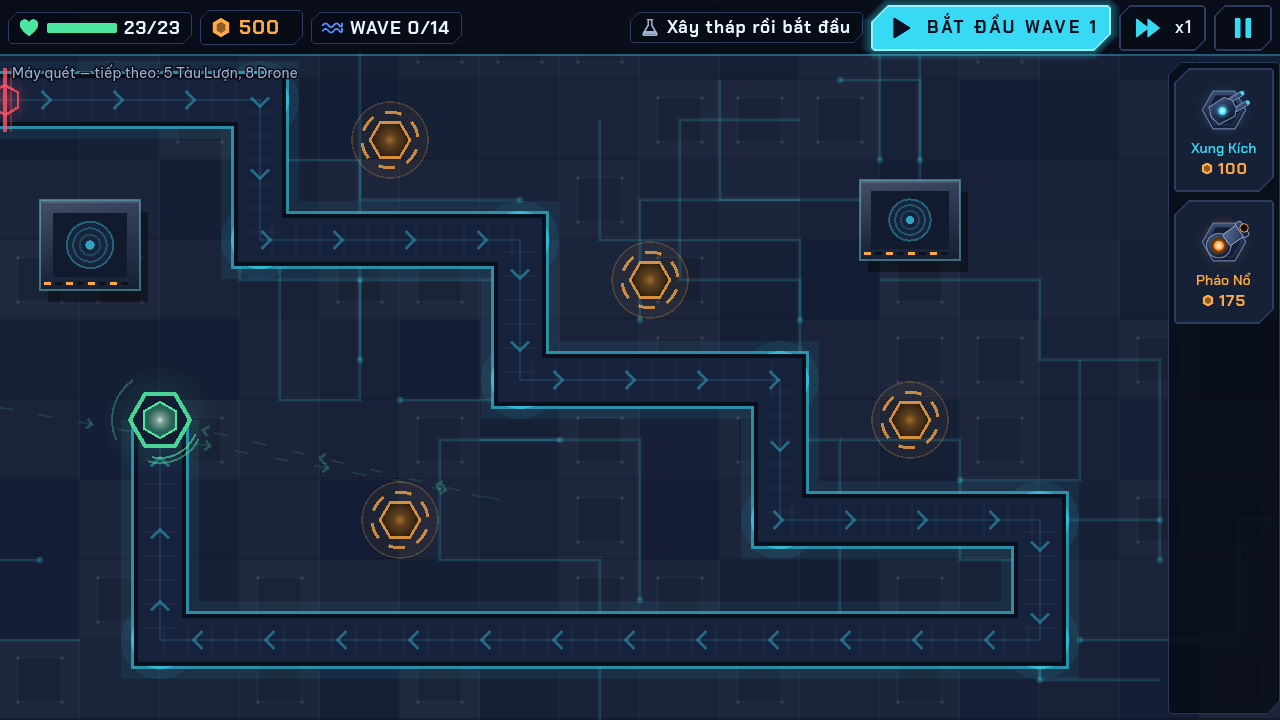 23/23
500
WAVE 0/14
Xây tháp rồi bắt đầu
BẮT ĐẦU WAVE 1
x1
Máy quét — tiếp theo: 5 Tàu Lượn, 8 Drone
Xung Kích
100
Pháo Nổ
175